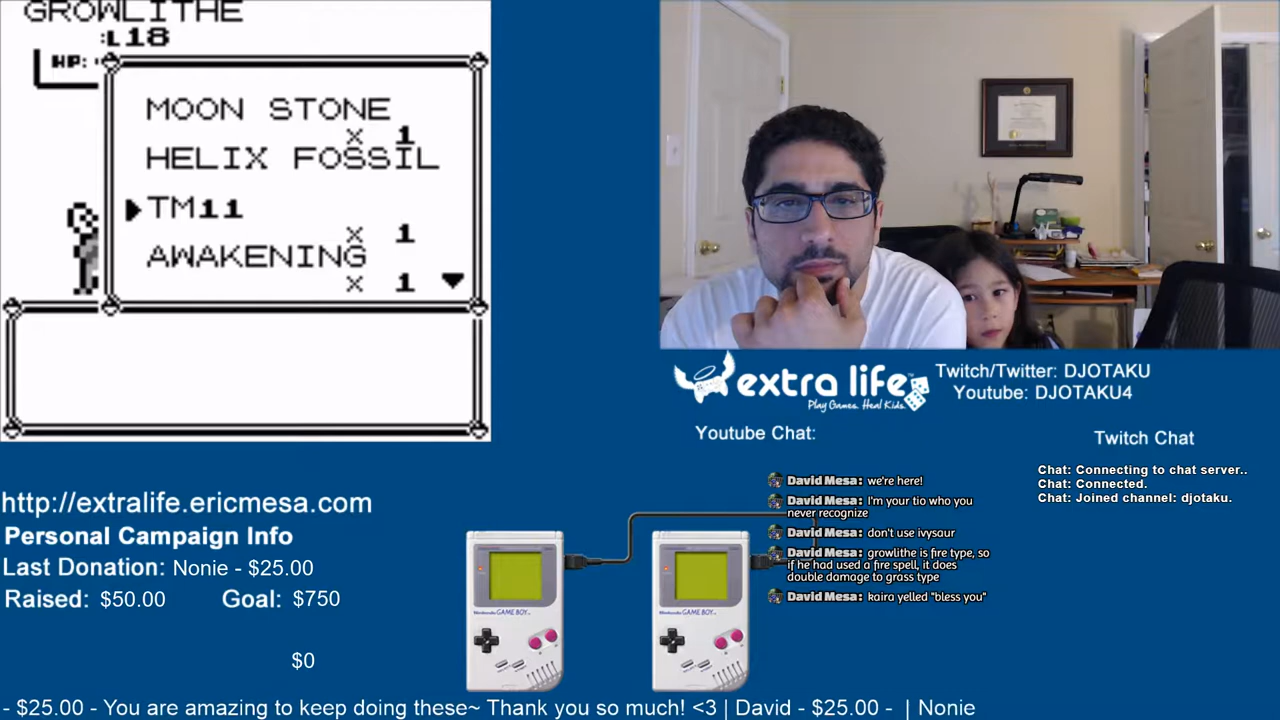 GROWLITHE
:L18
HP:
MOON STONE
× 1
HELIX FOSSIL
TM11
× 1
AWAKENING
× 1
extra life
Play Games. Heal Kids.
Twitch/Twitter: DJOTAKU
Youtube: DJOTAKU4
Youtube Chat:
Twitch Chat
Chat: Connecting to chat server..
Chat: Connected.
Chat: Joined channel: djotaku.
David Mesa: we're here!
David Mesa: I'm your tio who you
never recognize
David Mesa: don't use ivysaur
David Mesa: growlithe is fire type, so
if he had used a fire spell, it does
double damage to grass type
David Mesa: kaira yelled "bless you"
http://extralife.ericmesa.com
Personal Campaign Info
Last Donation: Nonie - $25.00
Raised: $50.00 Goal: $750
$0
Nintendo GAME BOY
Nintendo GAME BOY
- $25.00 - You are amazing to keep doing these~ Thank you so much! <3 | David - $25.00 - | Nonie